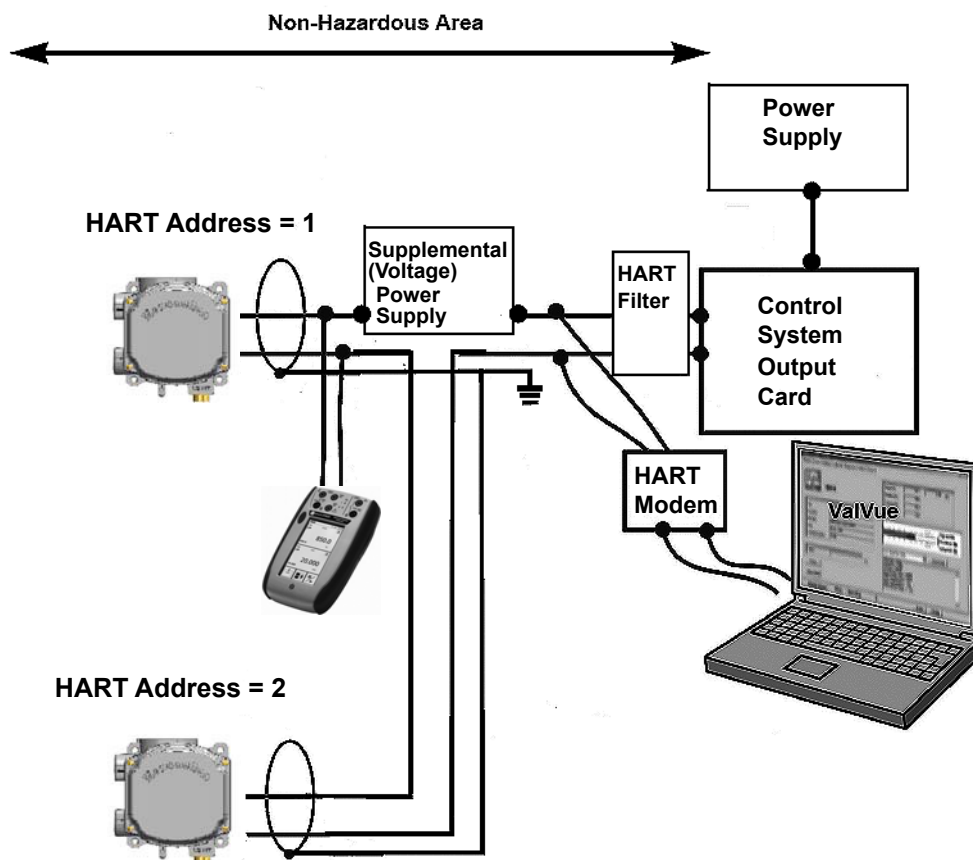 Non-Hazardous Area
Power
Supply
HART Address = 1
Supplemental
(Voltage)
Power
Supply
HART
Filter
Control
System
Output
Card
HART
Modem
ValVue
HART Address = 2